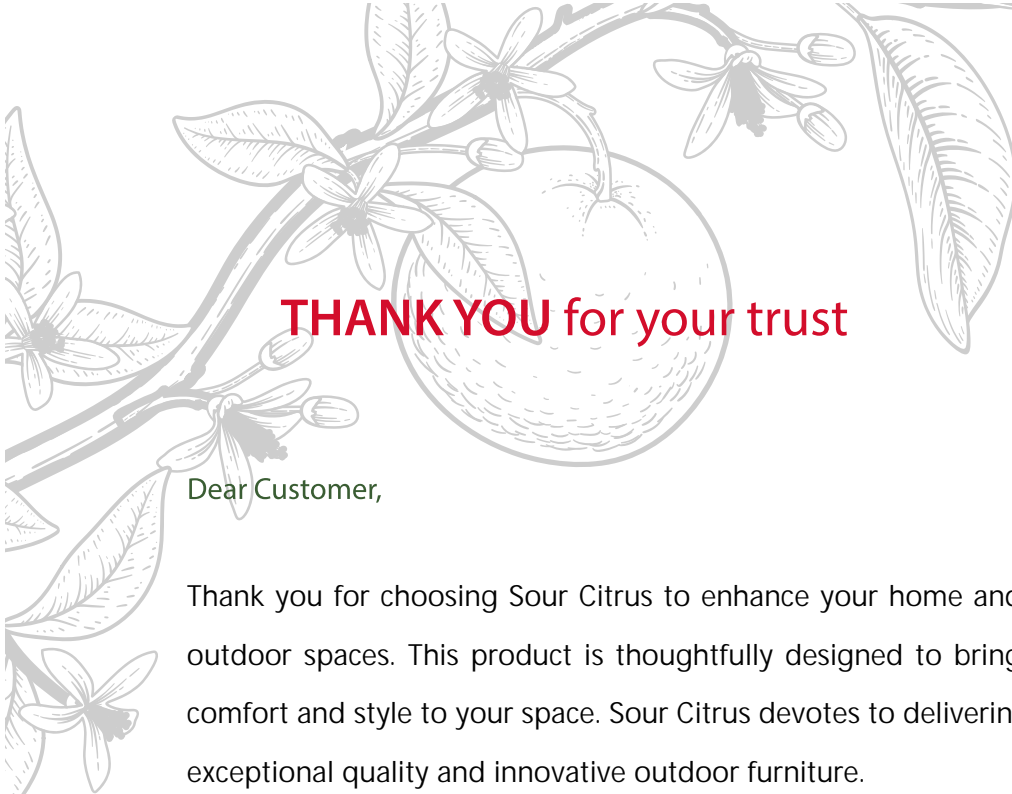 THANK YOU for your trust
Dear Customer,
Thank you for choosing Sour Citrus to enhance your home and
outdoor spaces. This product is thoughtfully designed to bring
comfort and style to your space. Sour Citrus devotes to deliverin
exceptional quality and innovative outdoor furniture.